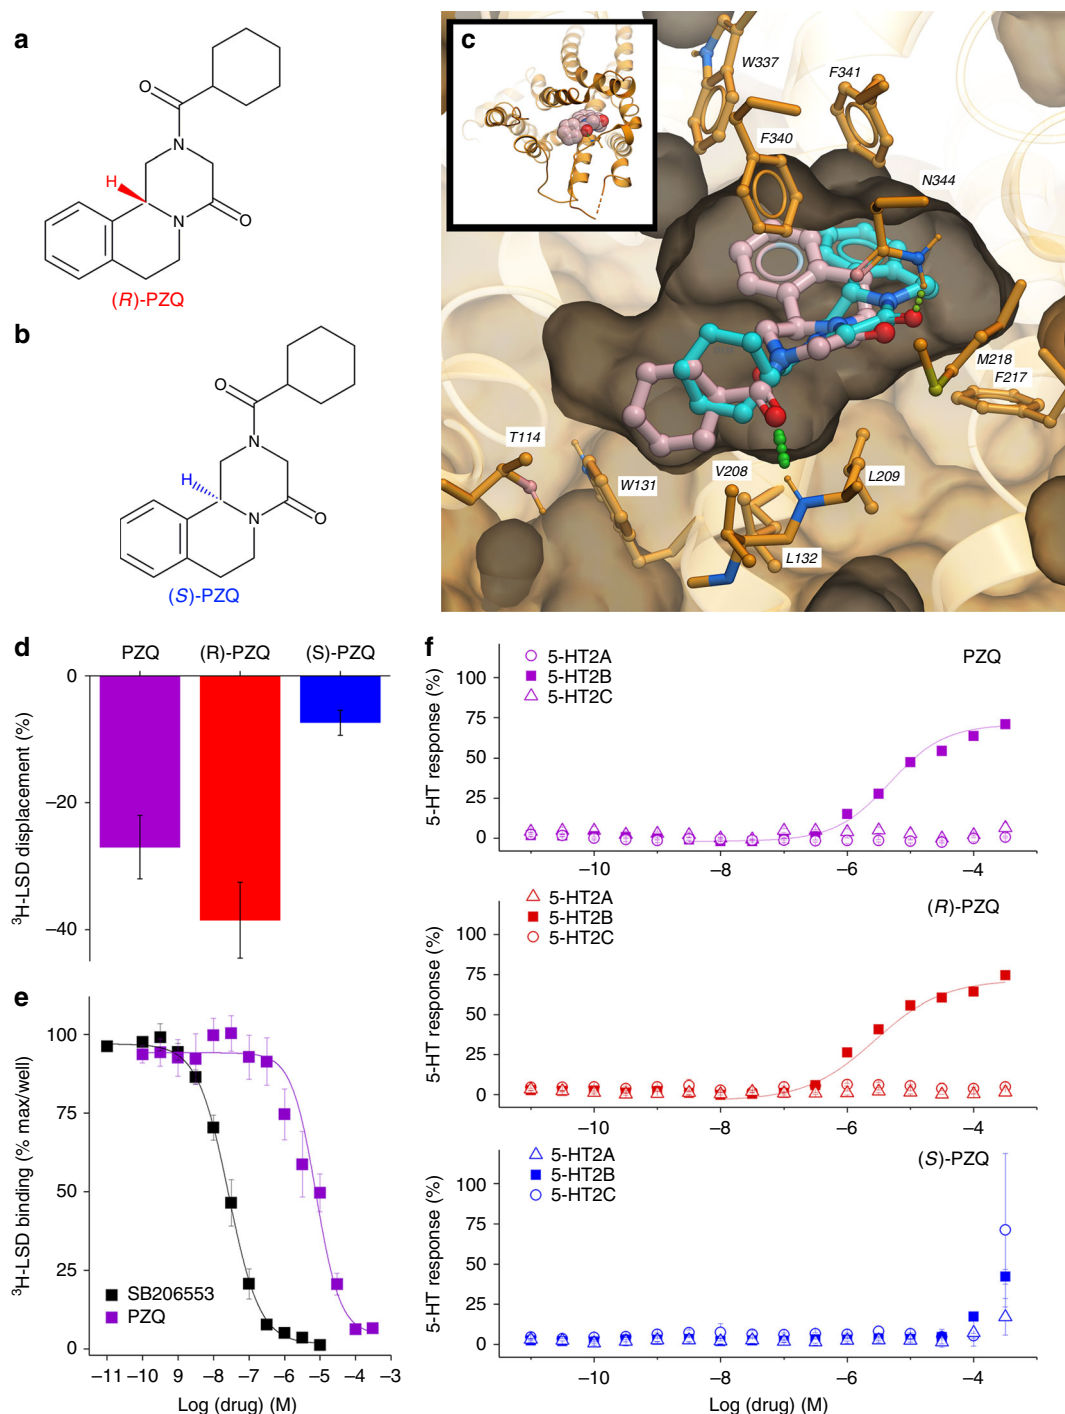 a
O
N
H
N
O
(R)-PZQ
b
O
N
H
N
O
(S)-PZQ
c
W337
F341
F340
N344
M218
F217
T114
W131
V208
L209
L132
d
PZQ
(R)-PZQ
(S)-PZQ
0
−20
−40
³H-LSD displacement (%)
e
100
75
50
25
0
³H-LSD binding (% max/well)
SB206553
PZQ
−11 −10 −9 −8 −7 −6 −5 −4 −3
Log (drug) (M)
f
5-HT2A
5-HT2B
5-HT2C
PZQ
100
75
50
25
0
5-HT response (%)
−10 −8 −6 −4
5-HT2A
5-HT2B
5-HT2C
(R)-PZQ
100
75
50
25
0
5-HT response (%)
−10 −8 −6 −4
5-HT2A
5-HT2B
5-HT2C
(S)-PZQ
100
75
50
25
0
5-HT response (%)
−10 −8 −6 −4
Log (drug) (M)